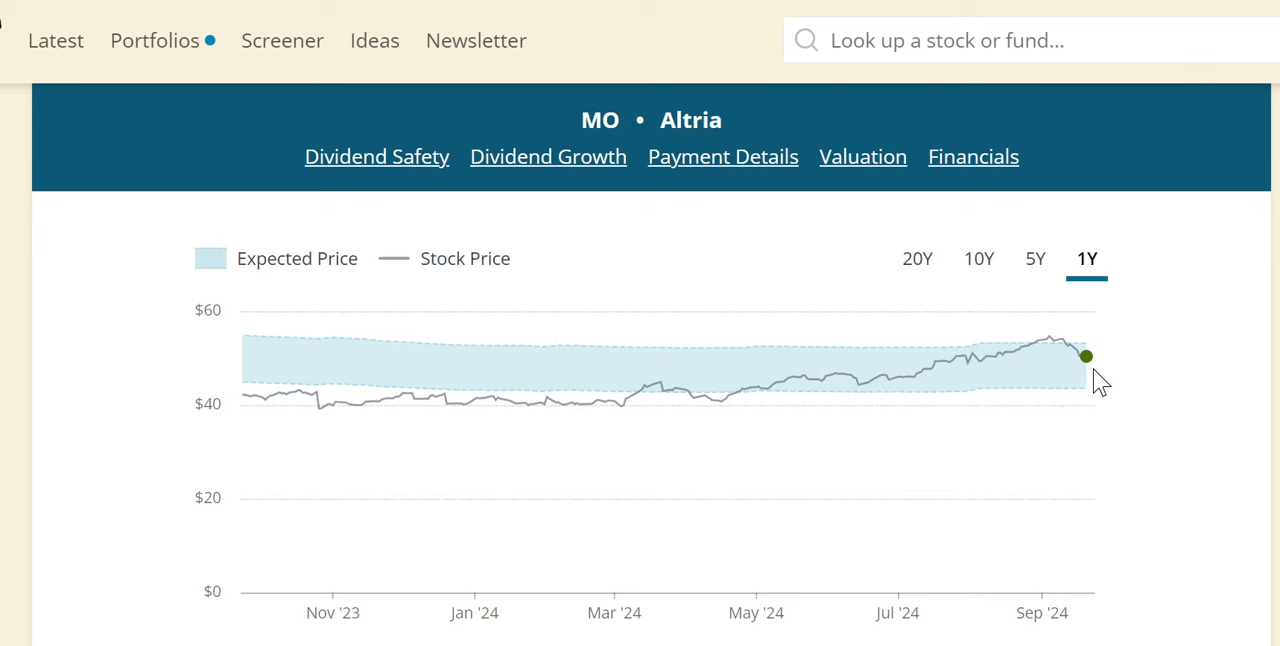 Latest Portfolios Screener Ideas Newsletter Look up a stock or fund...
MO • Altria
Dividend Safety Dividend Growth Payment Details Valuation Financials
Expected Price Stock Price 20Y 10Y 5Y 1Y
$60
$40
$20
$0
Nov '23 Jan '24 Mar '24 May '24 Jul '24 Sep '24